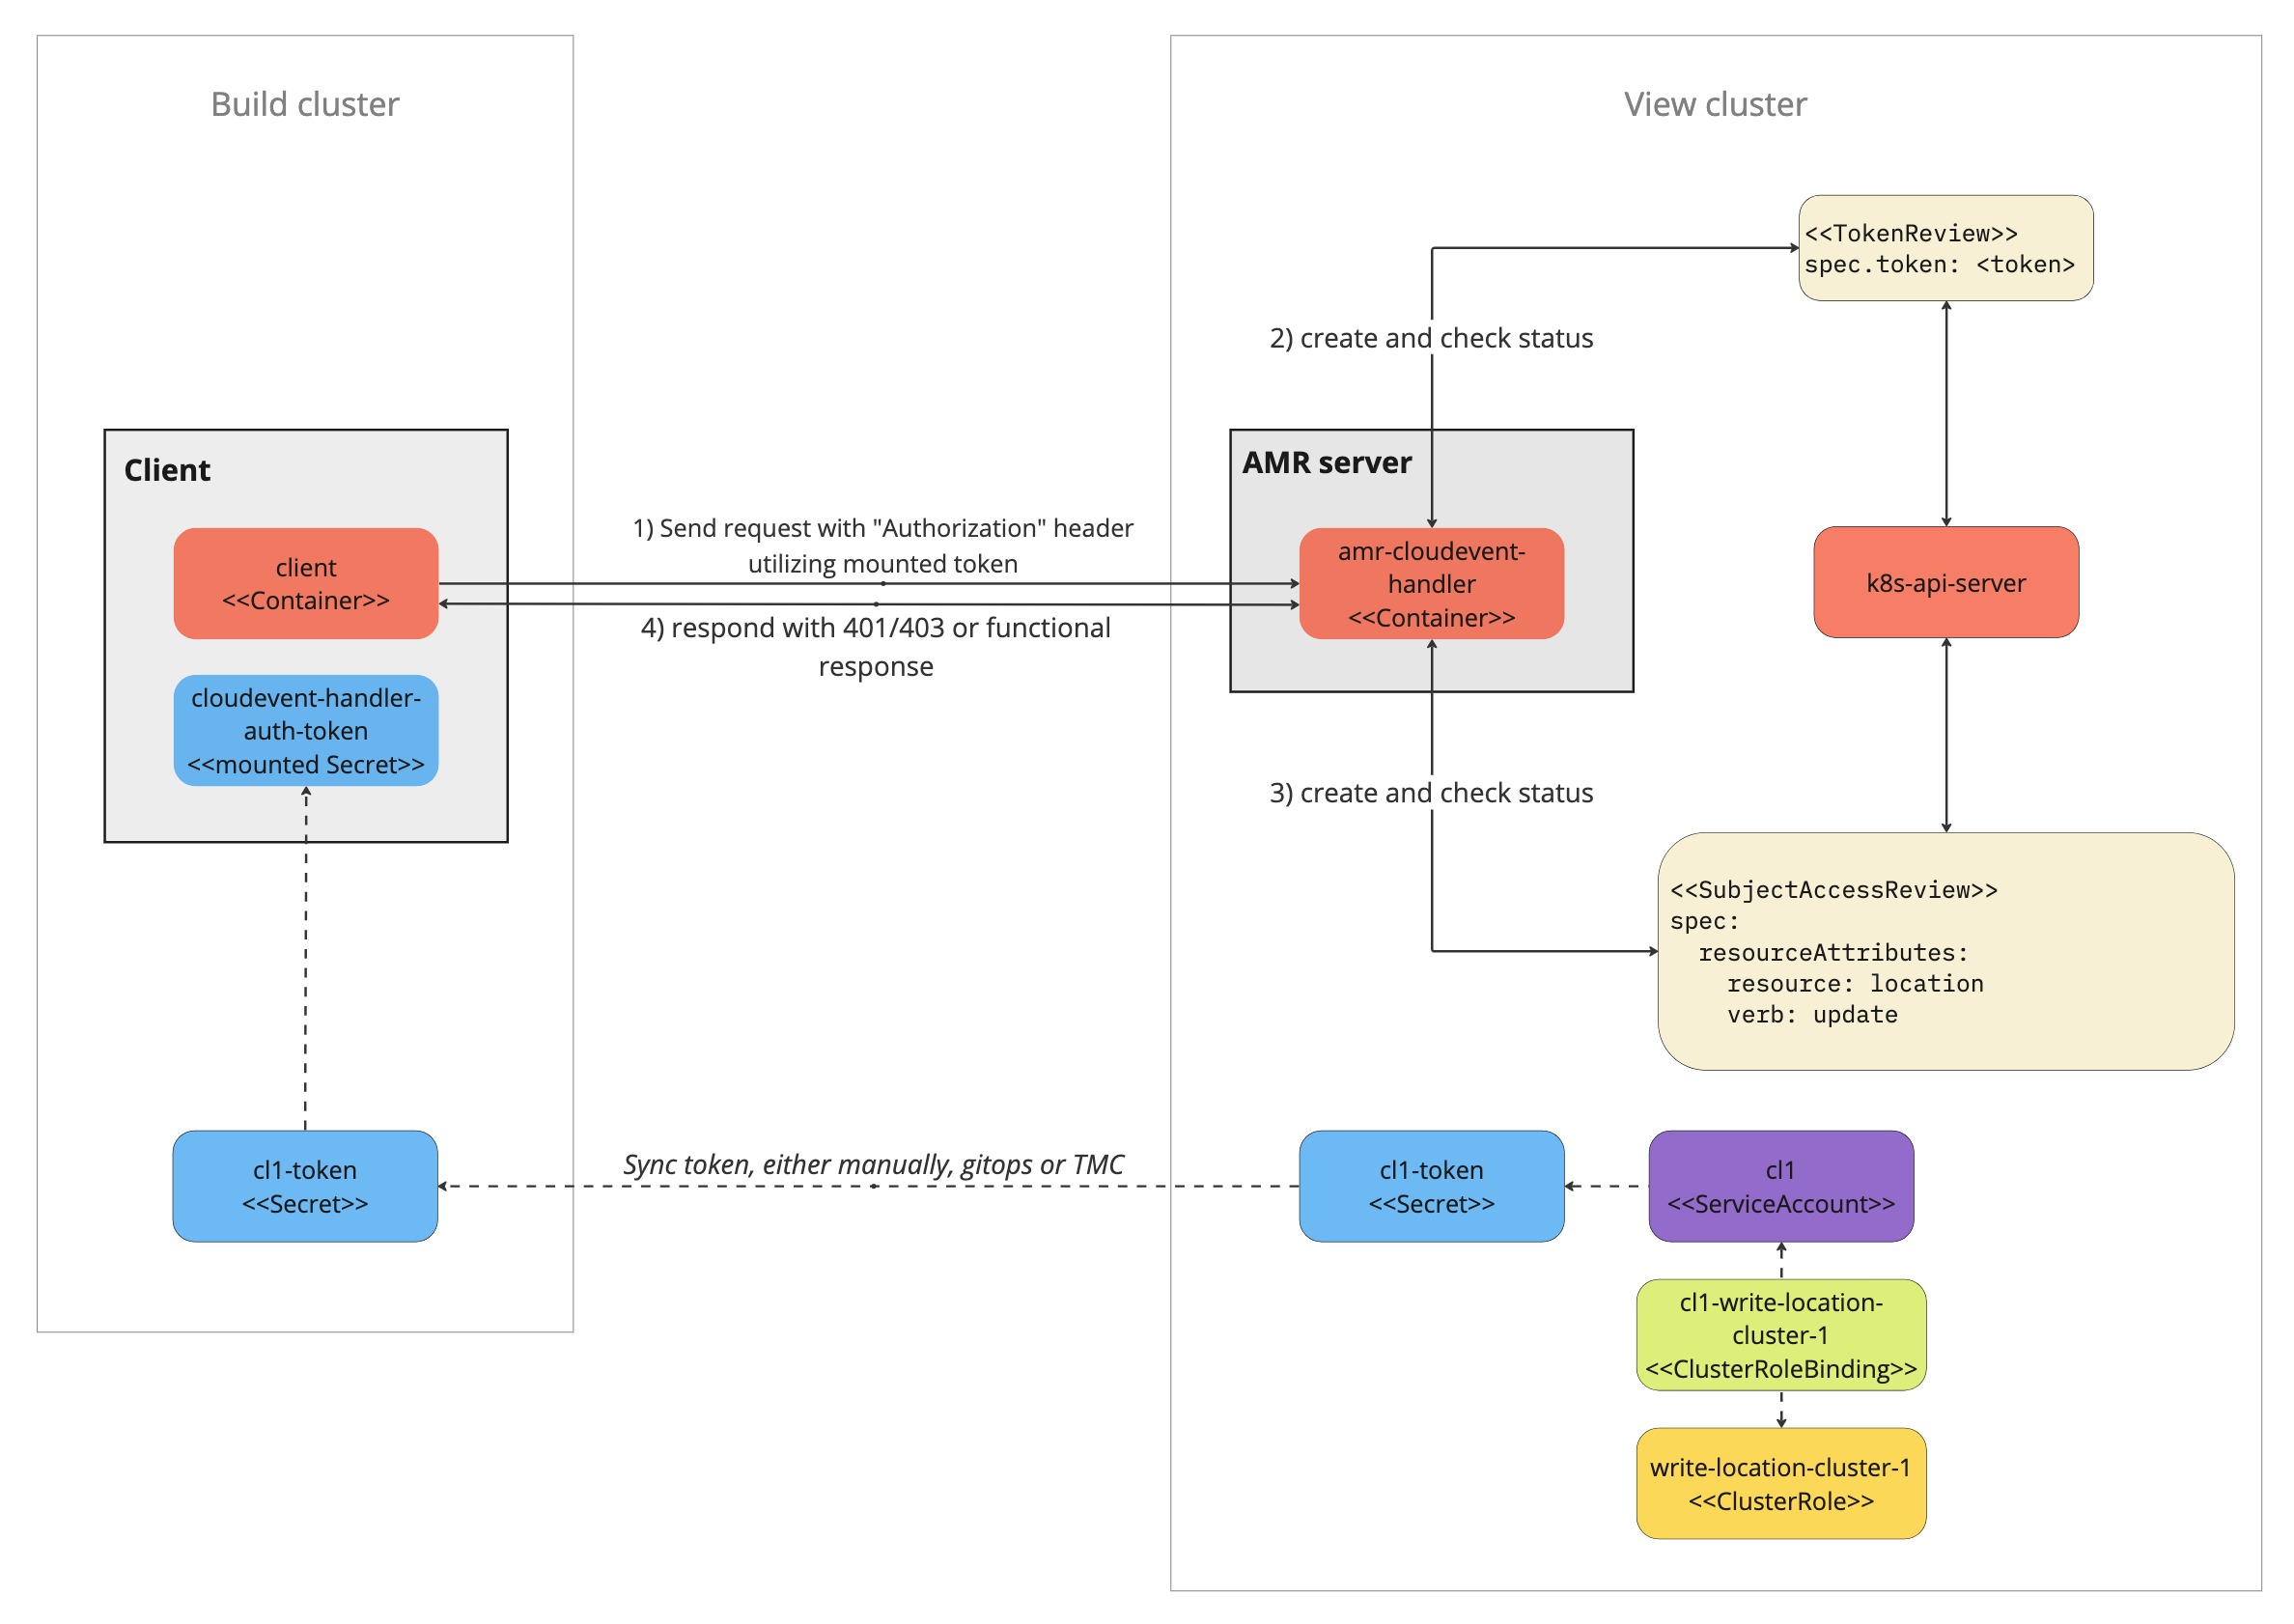 Build cluster
Client
client
<<Container>>
cloudevent-handler-
auth-token
<<mounted Secret>>
cl1-token
<<Secret>>
1) Send request with "Authorization" header
utilizing mounted token
4) respond with 401/403 or functional
response
Sync token, either manually, gitops or TMC
View cluster
<<TokenReview>>
spec.token: <token>
2) create and check status
AMR server
amr-cloudevent-
handler
<<Container>>
k8s-api-server
3) create and check status
<<SubjectAccessReview>>
spec:
  resourceAttributes:
    resource: location
    verb: update
cl1-token
<<Secret>>
cl1
<<ServiceAccount>>
cl1-write-location-
cluster-1
<<ClusterRoleBinding>>
write-location-cluster-1
<<ClusterRole>>